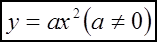 y = ax²(a ≠ 0)